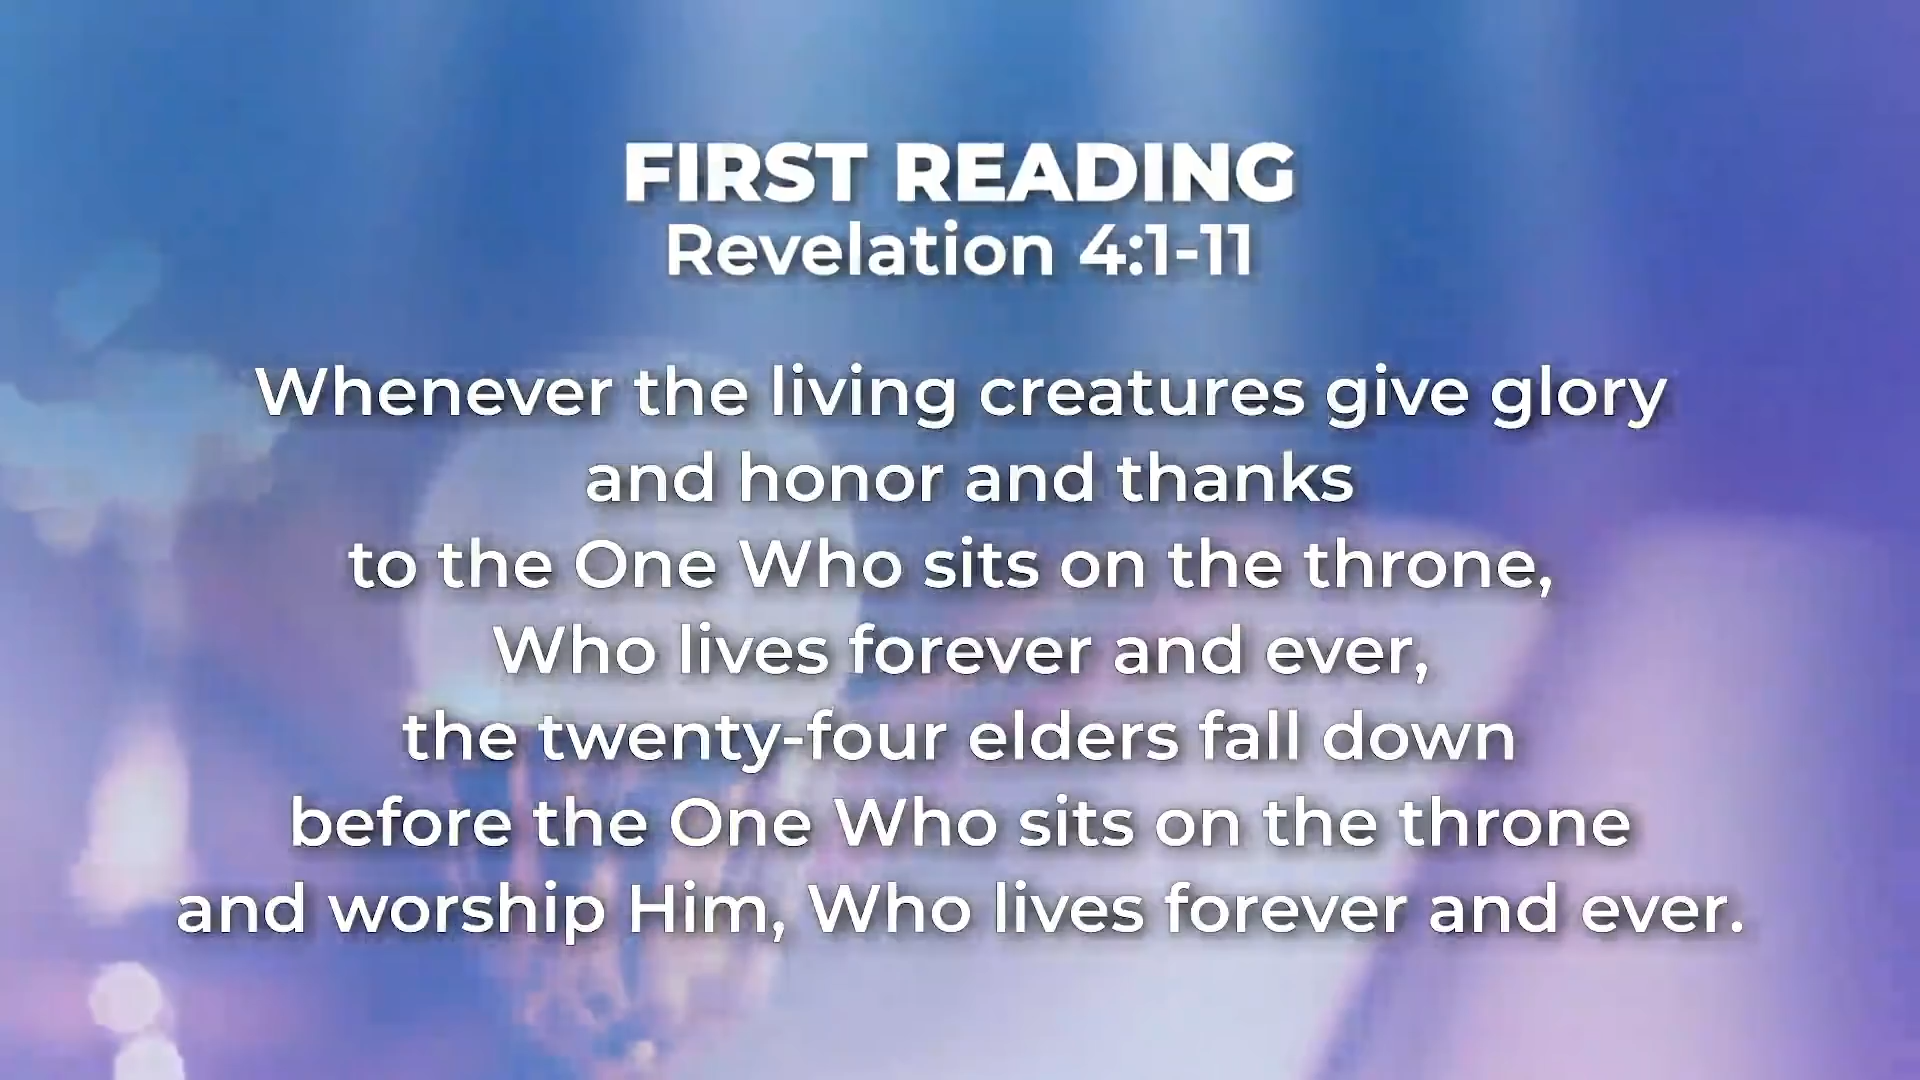 FIRST READING
Revelation 4:1-11
Whenever the living creatures give glory
and honor and thanks
to the One Who sits on the throne,
Who lives forever and ever,
the twenty-four elders fall down
before the One Who sits on the throne
and worship Him, Who lives forever and ever.